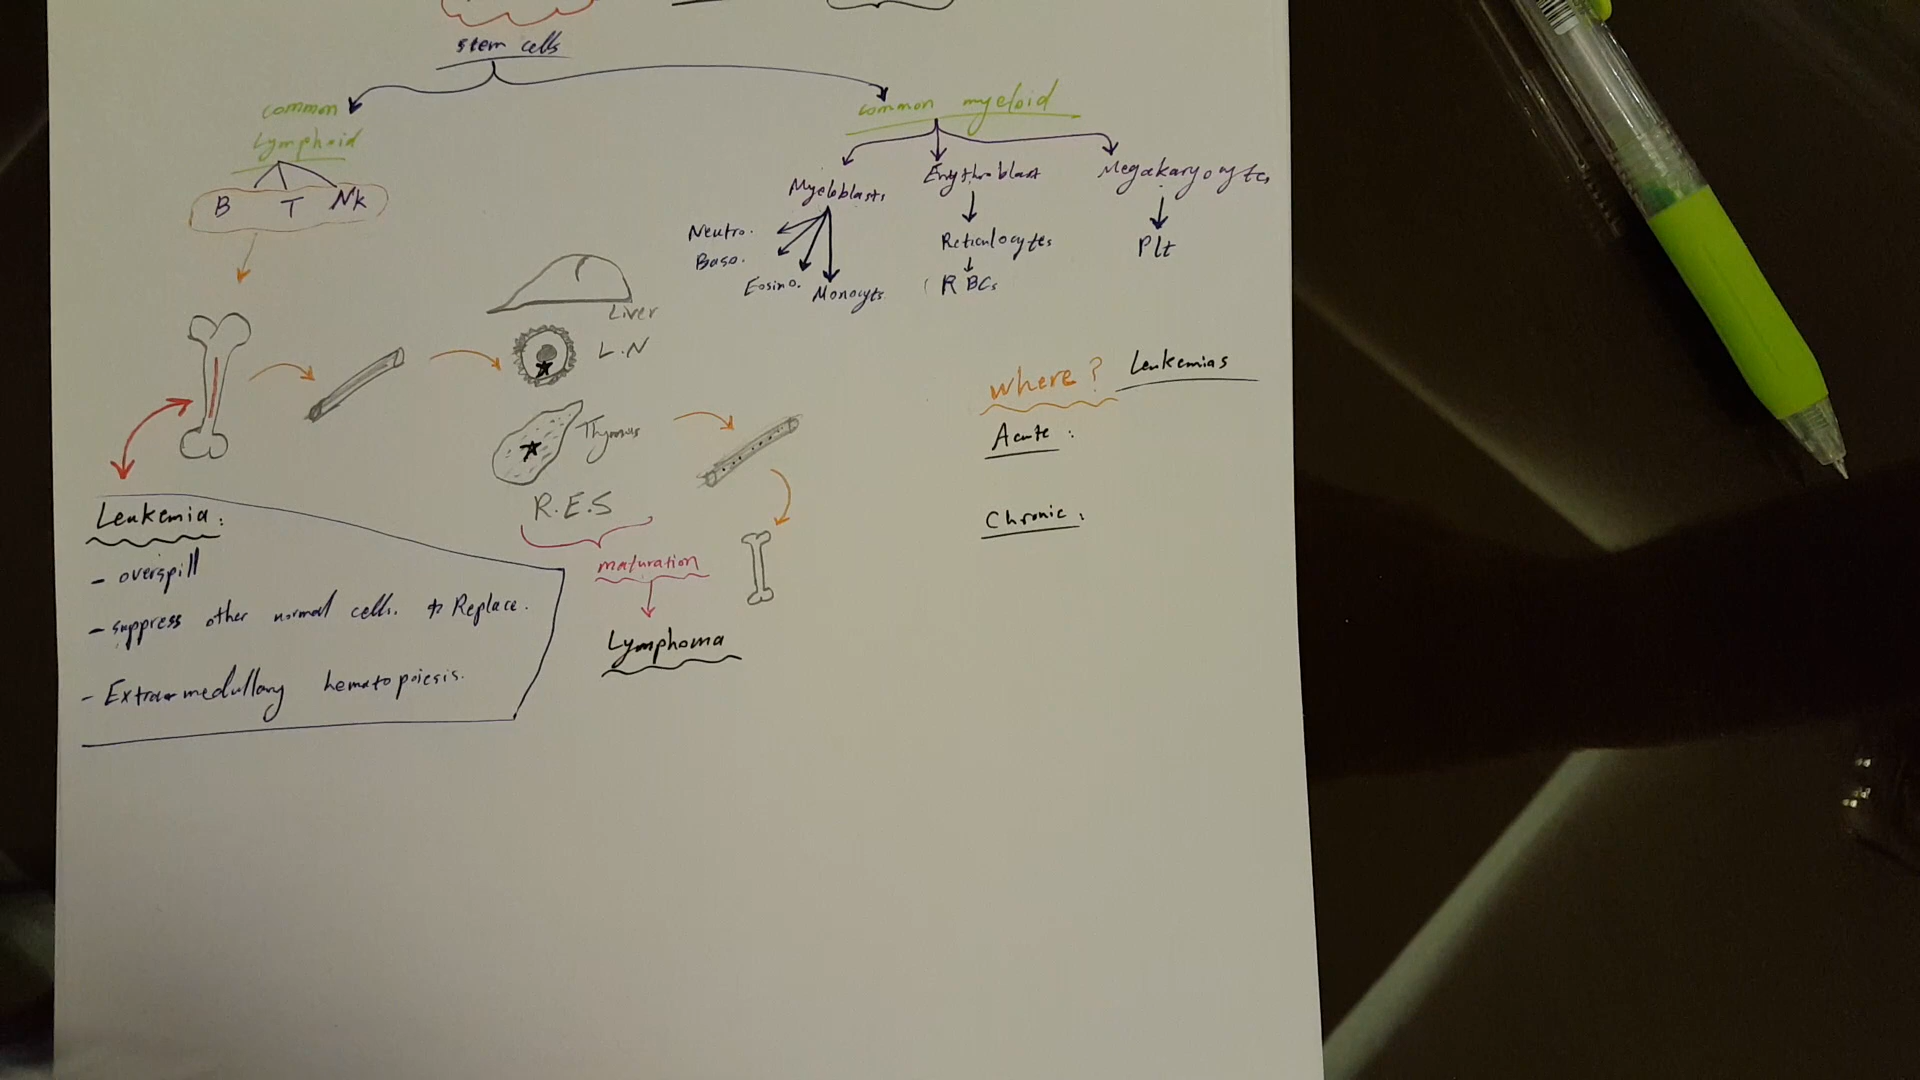 stem cells
common
Lymphoid
B T Nk
common myeloid
Myeloblasts
Erythroblast
Megakaryocytes
Neutro.
Baso.
Eosino.
Monocyts
Reticulocytes
RBCs
Plt
Liver
L.N
Thymus
R.E.S
maturation
Lymphoma
Leukemia:
- overspill
- suppress other normal cells. Replace.
- Extramedullary hematopoiesis.
where? Leukemias
Acute:
Chronic: